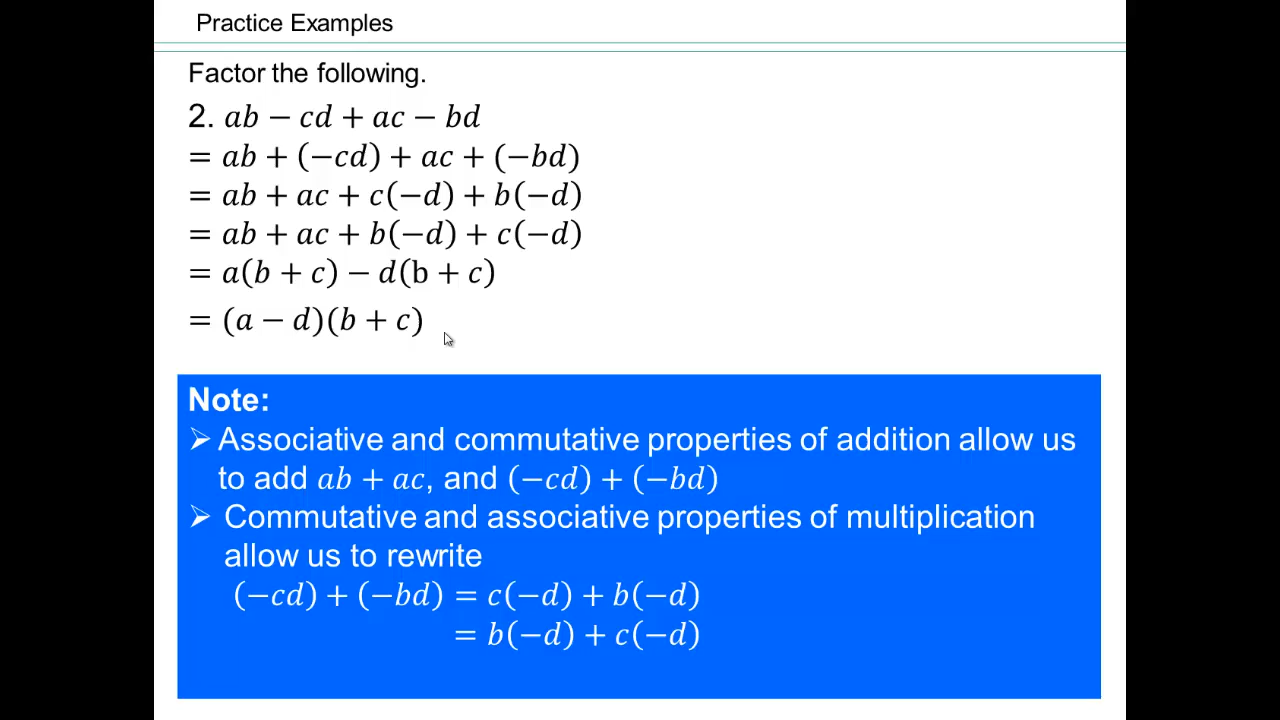 Practice Examples
Factor the following.
2. ab − cd + ac − bd
= ab + (−cd) + ac + (−bd)
= ab + ac + c(−d) + b(−d)
= ab + ac + b(−d) + c(−d)
= a(b + c) − d(b + c)
= (a − d)(b + c)
Note:
➢ Associative and commutative properties of addition allow us
to add ab + ac, and (−cd) + (−bd)
➢ Commutative and associative properties of multiplication
allow us to rewrite
(−cd) + (−bd) = c(−d) + b(−d)
= b(−d) + c(−d)